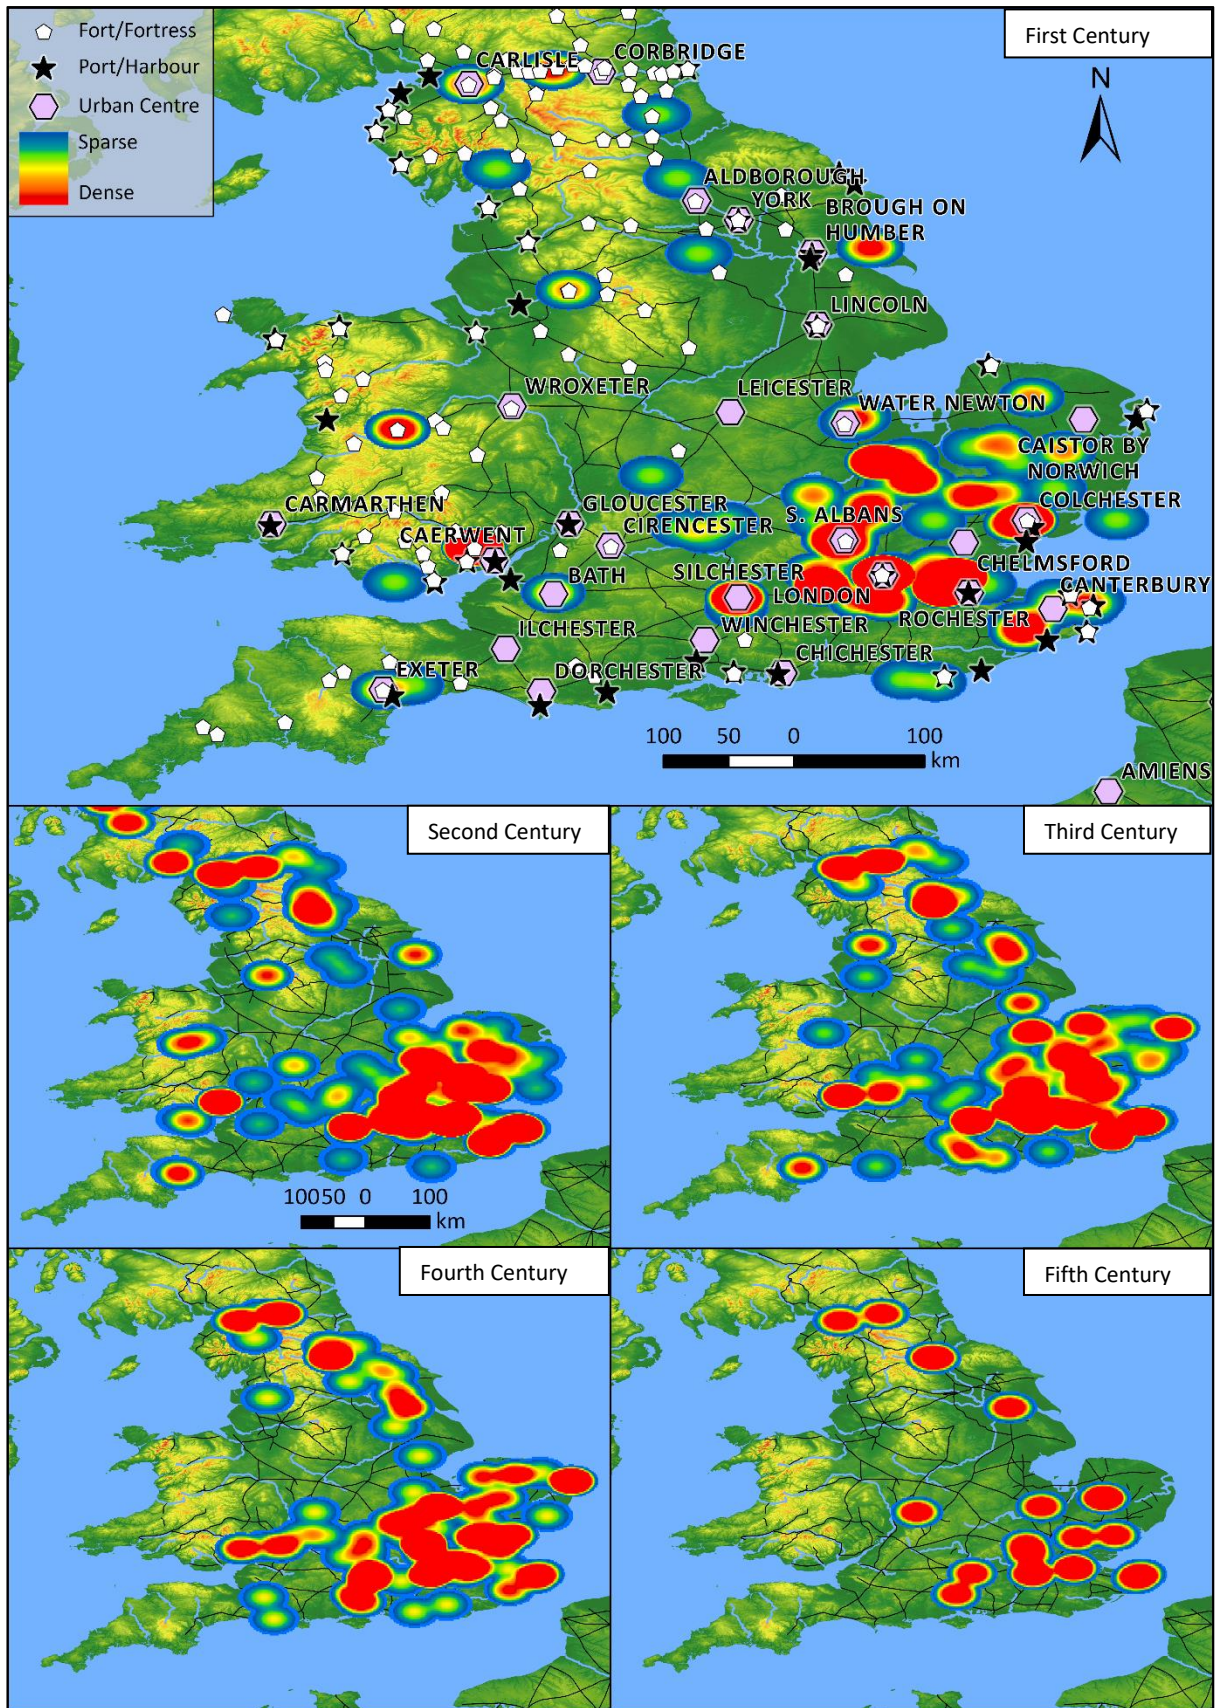 Fort/Fortress
Port/Harbour
Urban Centre
Sparse
Dense
First Century
N
CARLISLE
CORBRIDGE
ALDBOROUGH
YORK
BROUGH ON
HUMBER
LINCOLN
WROXETER
LEICESTER
WATER NEWTON
CAISTOR BY
NORWICH
CARMARTHEN
GLOUCESTER
COLCHESTER
CAERWENT
CIRENCESTER
S. ALBANS
CHELMSFORD
BATH
SILCHESTER
LONDON
CANTERBURY
ROCHESTER
ILCHESTER
WINCHESTER
EXETER
DORCHESTER
CHICHESTER
100 50 0 100
km
AMIENS
Second Century
Third Century
100 50 0 100
km
Fourth Century
Fifth Century